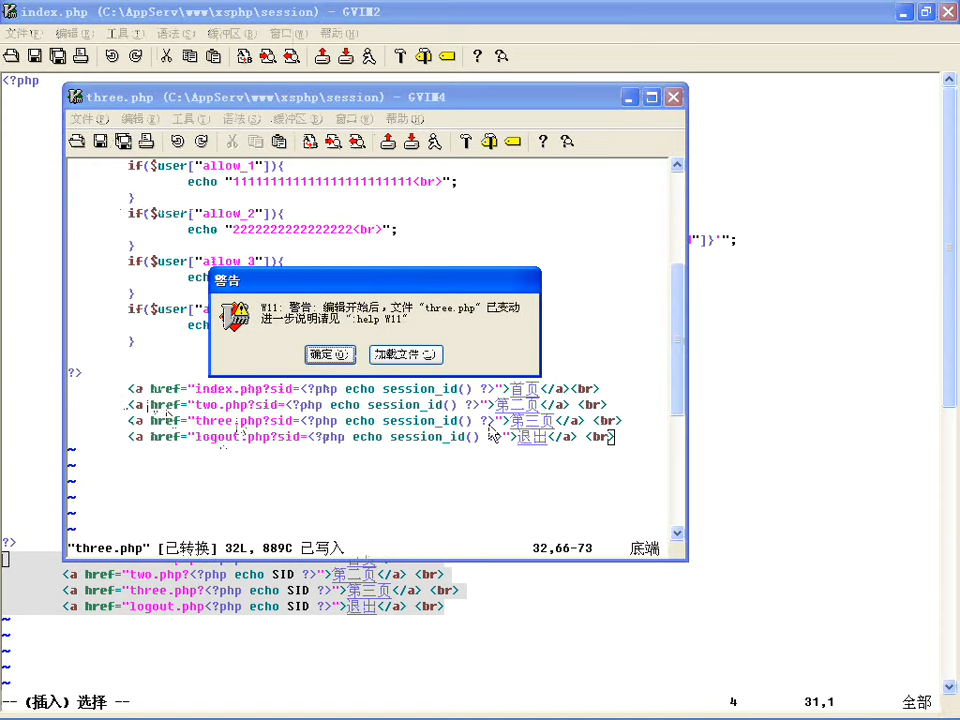 index.php (C:\AppServ\www\xsphp\session) - GVIM2
文件(F) 编辑(E) 工具(T) 语法(S) 缓冲区(B) 窗口(W) 帮助(H)
<?php
three.php (C:\AppServ\www\xsphp\session) - GVIM4
文件(F) 编辑(E) 工具(T) 语法(S) 缓冲区(B) 窗口(W) 帮助(H)
if($user["allow_1"]){
echo "111111111111111111111111<br>";
}
if($user["allow_2"]){
echo "2222222222222222<br>";
"]}'";
}
if($user["allow_3"]){
警告
W11: 警告: 编辑开始后,文件 "three.php" 已变动
进一步说明请见 ":help W11"
确定(O) 加载文件(L)
}
}
?>
<a href="index.php?sid=<?php echo session_id() ?>">首页</a><br>
<a href="two.php?sid=<?php echo session_id() ?>">第二页</a> <br>
<a href="three.php?sid=<?php echo session_id() ?>">第三页</a> <br>
<a href="logout.php?sid=<?php echo session_id() ?>">退出</a> <br>
~
~
~
~
~
~
"three.php" [已转换] 32L, 889C 已写入 32,66-73 底端
?>
<a href="two.php?<?php echo SID ?>">第二页</a> <br>
<a href="three.php?<?php echo SID ?>">第三页</a> <br>
<a href="logout.php<?php echo SID ?>">退出</a> <br>
~
~
~
~
~
-- (插入) 选择 -- 4 31,1 全部